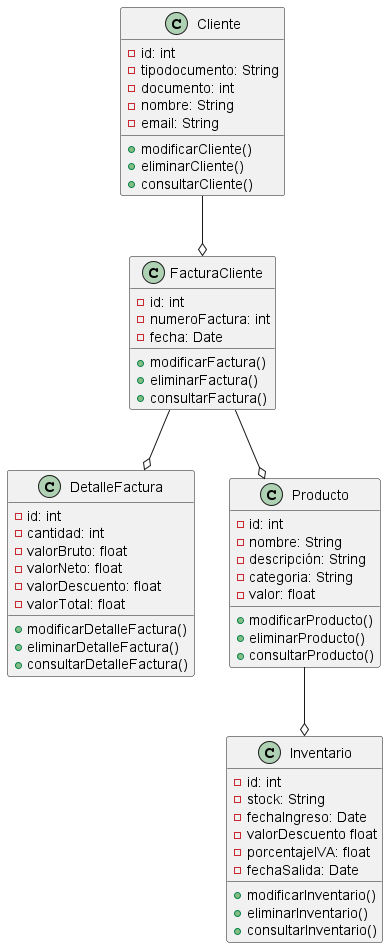 C Cliente
id: int
tipodocumento: String
documento: int
nombre: String
email: String
modificarCliente()
eliminarCliente()
consultarCliente()
C FacturaCliente
id: int
numeroFactura: int
fecha: Date
modificarFactura()
eliminarFactura()
consultarFactura()
C DetalleFactura
id: int
cantidad: int
valorBruto: float
valorNeto: float
valorDescuento: float
valorTotal: float
modificarDetalleFactura()
eliminarDetalleFactura()
consultarDetalleFactura()
C Producto
id: int
nombre: String
descripción: String
categoria: String
valor: float
modificarProducto()
eliminarProducto()
consultarProducto()
C Inventario
id: int
stock: String
fechaIngreso: Date
valorDescuento float
porcentajeIVA: float
fechaSalida: Date
modificarInventario()
eliminarInventario()
consultarInventario()